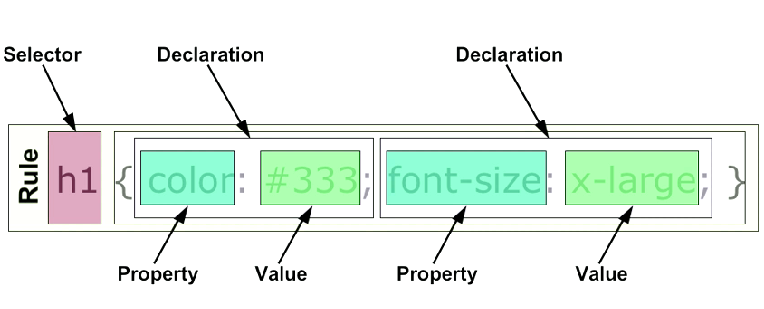 Selector Declaration Declaration
Rule h1 { color: #333; font-size: x-large; }
Property Value Property Value